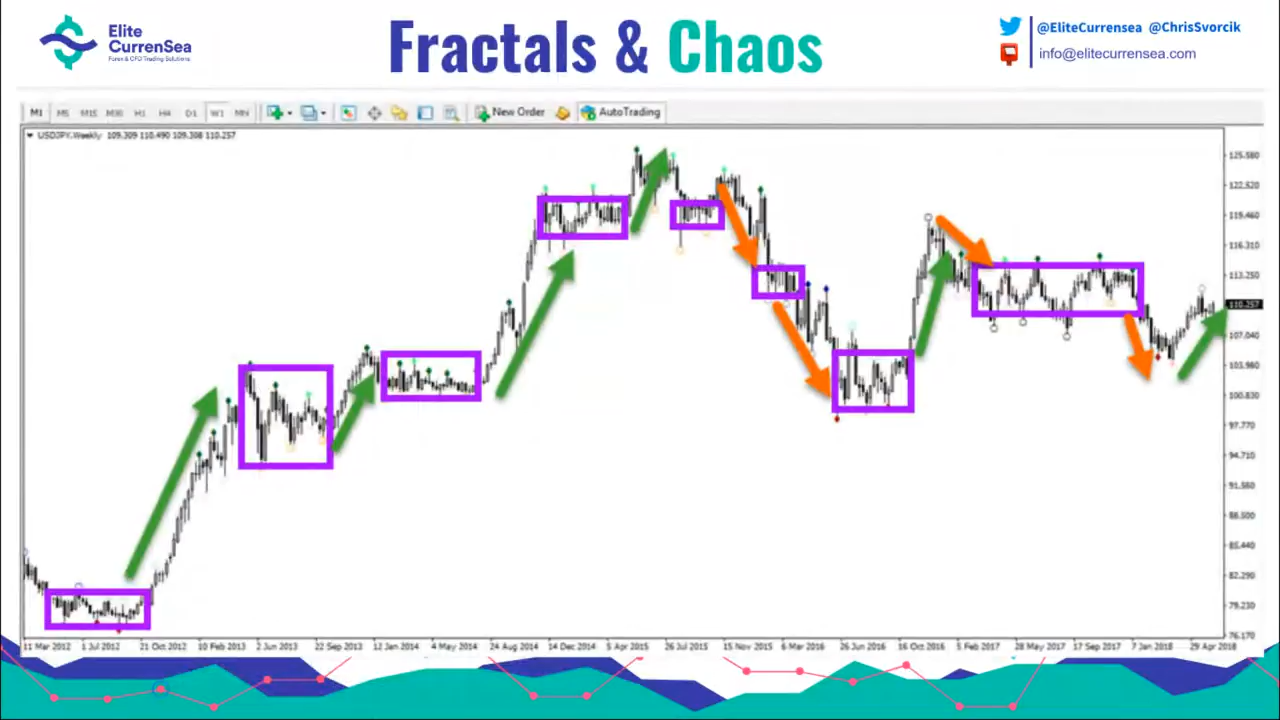 Elite
CurrenSea
Forex & CFD Trading Solutions
Fractals & Chaos
@EliteCurrensea @ChrisSvorcik
info@elitecurrensea.com
M1 M5 M15 M30 H1 H4 D1 W1 MN New Order AutoTrading
USDJPY,Weekly 109.309 110.490 109.308 110.257
125.580
122.520
119.460
116.310
113.250
110.257
107.040
103.980
100.830
97.770
94.710
91.560
88.500
85.440
82.290
79.230
76.170
11 Mar 2012 1 Jul 2012 21 Oct 2012 10 Feb 2013 2 Jun 2013 22 Sep 2013 12 Jan 2014 4 May 2014 24 Aug 2014 14 Dec 2014 5 Apr 2015 26 Jul 2015 15 Nov 2015 6 Mar 2016 26 Jun 2016 16 Oct 2016 5 Feb 2017 28 May 2017 17 Sep 2017 7 Jan 2018 29 Apr 2018